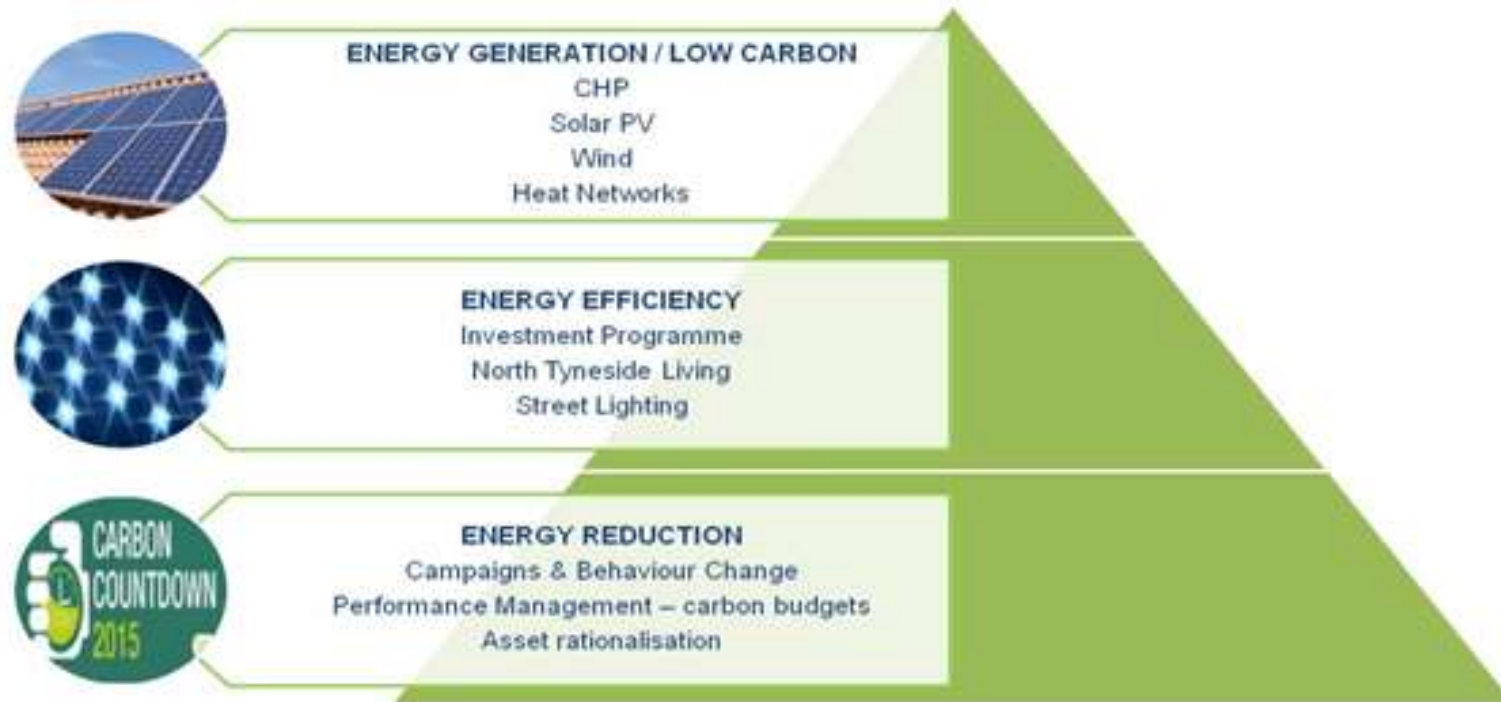 ENERGY GENERATION / LOW CARBON
CHP
Solar PV
Wind
Heat Networks
ENERGY EFFICIENCY
Investment Programme
North Tyneside Living
Street Lighting
CARBON
COUNTDOWN
2015
ENERGY REDUCTION
Campaigns & Behaviour Change
Performance Management – carbon budgets
Asset rationalisation